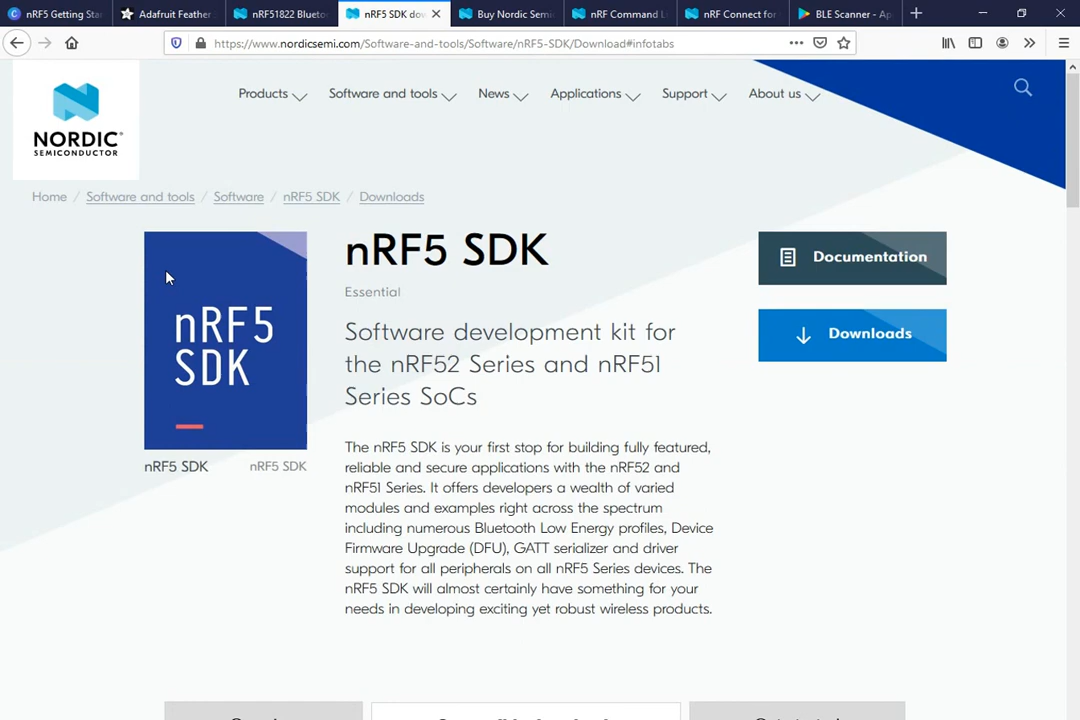 nRF5 Getting Star
Adafruit Feather
nRF51822 Blueto
nRF5 SDK dow
Buy Nordic Semi
nRF Command L
nRF Connect for
BLE Scanner - Ap
https://www.nordicsemi.com/Software-and-tools/Software/nRF5-SDK/Download#infotabs
NORDIC
SEMICONDUCTOR
Products
Software and tools
News
Applications
Support
About us
Home / Software and tools / Software / nRF5 SDK / Downloads
nRF5
SDK
nRF5 SDK
nRF5 SDK
nRF5 SDK
Essential
Software development kit for
the nRF52 Series and nRF51
Series SoCs
The nRF5 SDK is your first stop for building fully featured,
reliable and secure applications with the nRF52 and
nRF51 Series. It offers developers a wealth of varied
modules and examples right across the spectrum
including numerous Bluetooth Low Energy profiles, Device
Firmware Upgrade (DFU), GATT serializer and driver
support for all peripherals on all nRF5 Series devices. The
nRF5 SDK will almost certainly have something for your
needs in developing exciting yet robust wireless products.
Documentation
Downloads